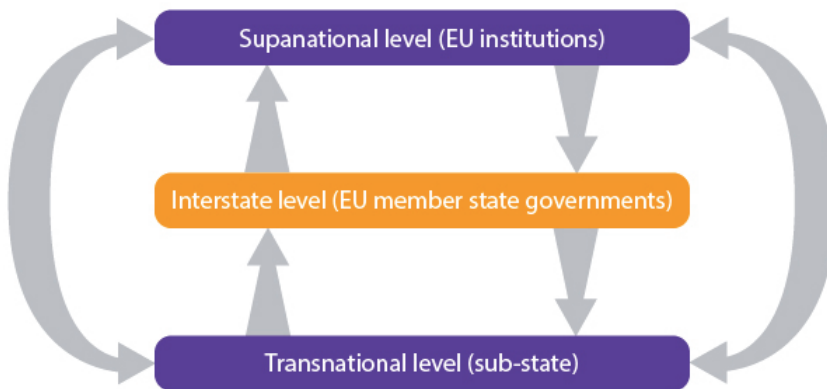 Supanational level (EU institutions)
Interstate level (EU member state governments)
Transnational level (sub-state)